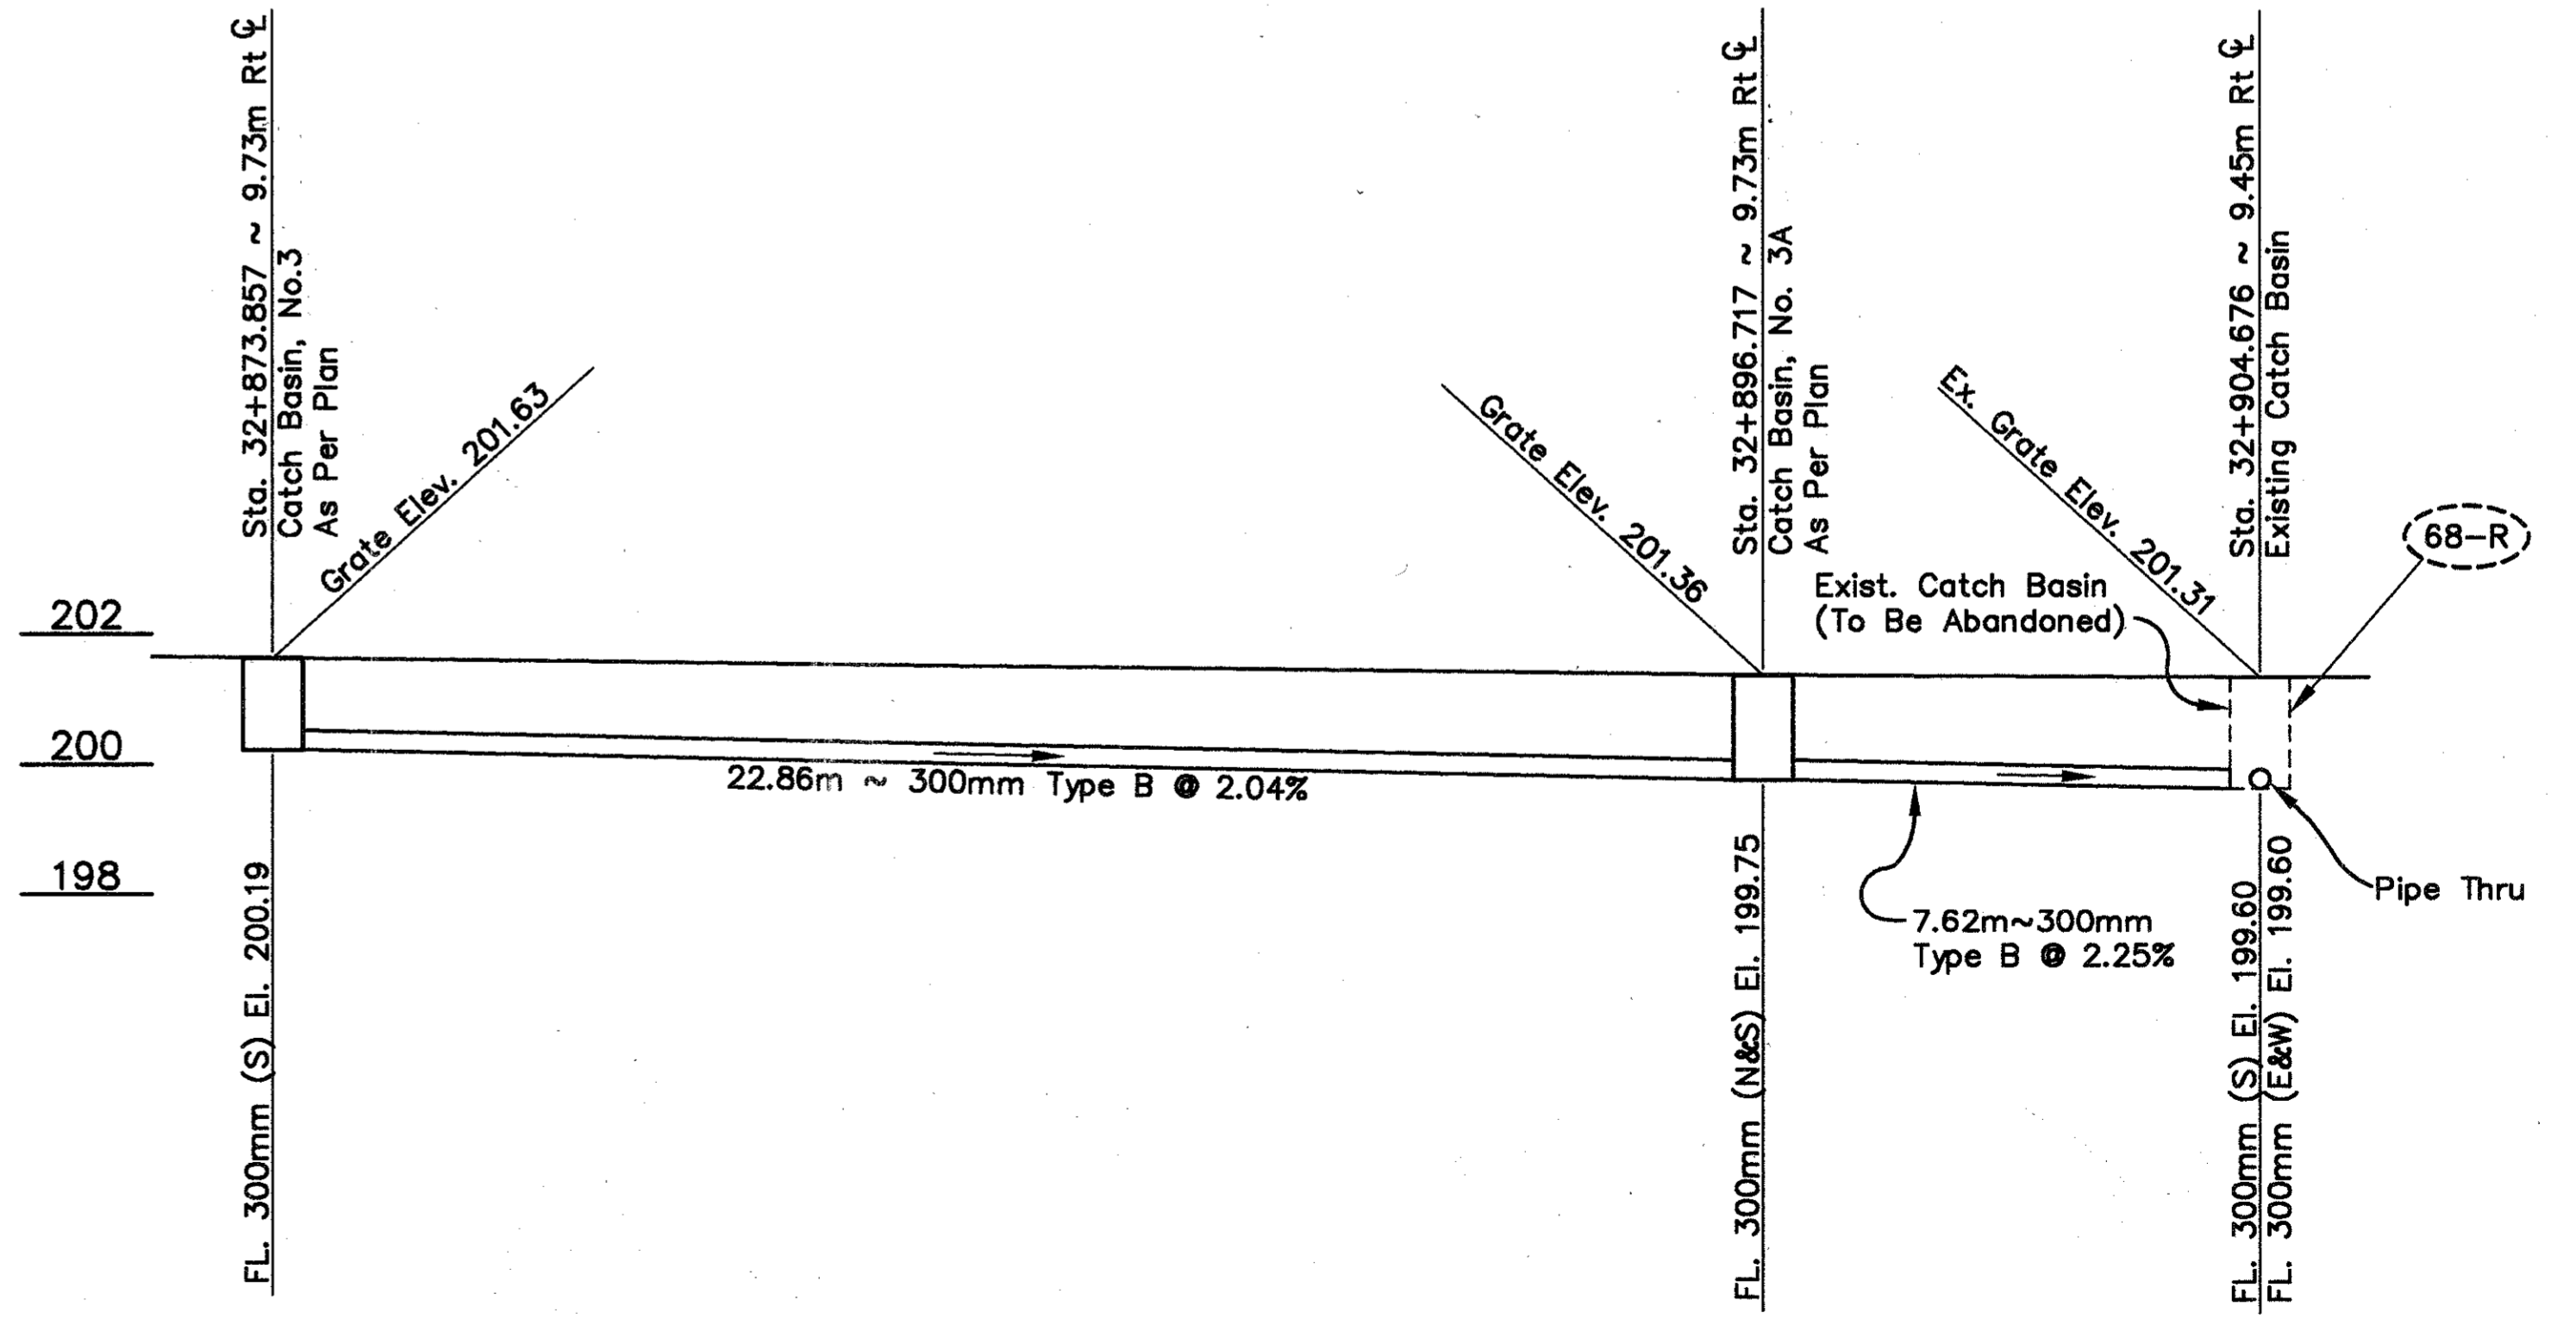 Sta. 32+873.857 ~ 9.73m Rt ℄
Catch Basin, No.3
As Per Plan
Grate Elev. 201.63
Sta. 32+896.717 ~ 9.73m Rt ℄
Catch Basin, No. 3A
As Per Plan
Grate Elev. 201.36
Sta. 32+904.676 ~ 9.45m Rt ℄
Existing Catch Basin
Ex. Grate Elev. 201.31
68-R
Exist. Catch Basin
(To Be Abandoned)
202
200
198
22.86m ~ 300mm Type B @ 2.04%
7.62m~300mm
Type B @ 2.25%
Pipe Thru
FL. 300mm (S) El. 200.19
FL. 300mm (N&S) El. 199.75
FL. 300mm (S) El. 199.60
FL. 300mm (E&W) El. 199.60